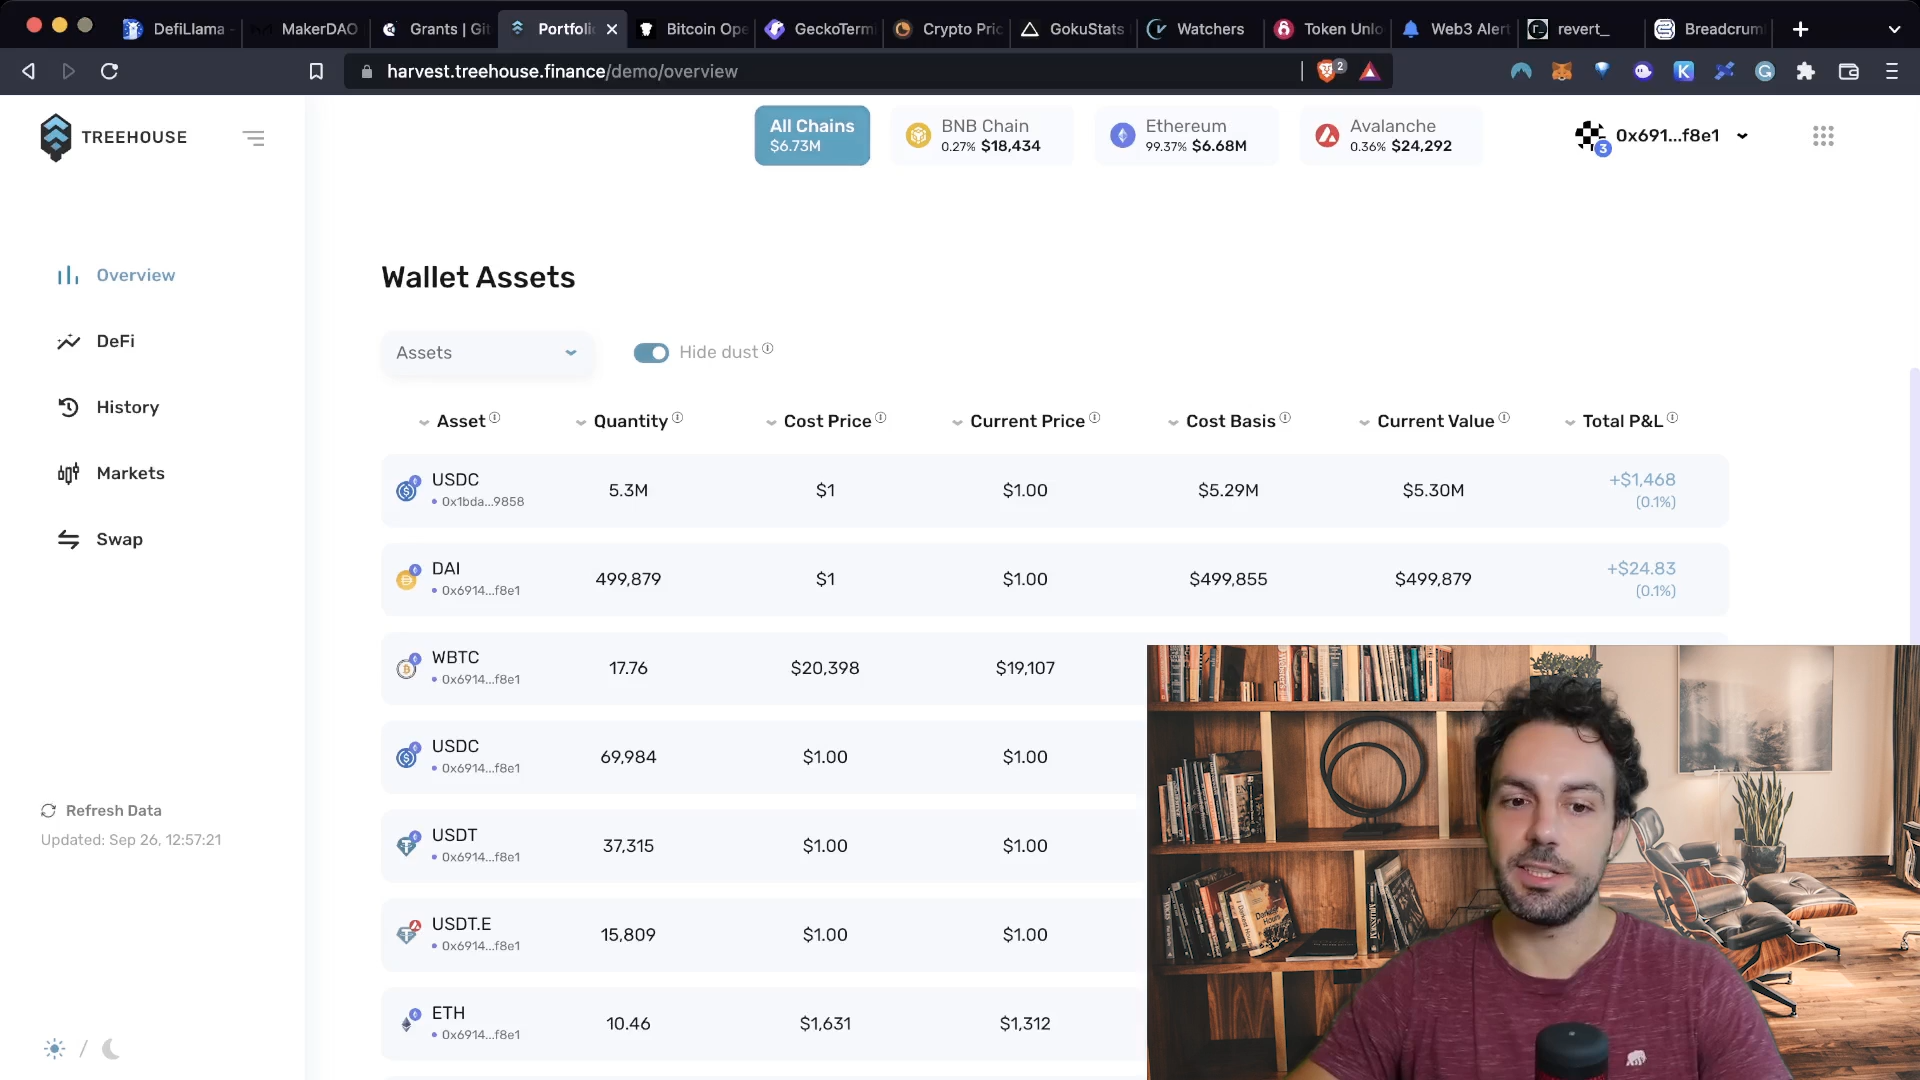 DefiLlama -
MakerDAO
Grants | Git
Portfolio
Bitcoin Ope
GeckoTermi
Crypto Pric
GokuStats
Watchers
Token Unlo
Web3 Alert
revert_
Breadcrum
harvest.treehouse.finance/demo/overview
2
TREEHOUSE
All Chains
$6.73M
BNB Chain
0.27% $18,434
Ethereum
99.37% $6.68M
Avalanche
0.36% $24,292
3
0x691...f8e1
Overview
DeFi
History
Markets
Swap
Refresh Data
Updated: Sep 26, 12:57:21
/
Wallet Assets
Assets
Hide dust
Asset Quantity Cost Price Current Price Cost Basis Current Value Total P&L
USDC 5.3M $1 $1.00 $5.29M $5.30M +$1,468
0x1bda...9858 (0.1%)
DAI 499,879 $1 $1.00 $499,855 $499,879 +$24.83
0x6914...f8e1 (0.1%)
WBTC 17.76 $20,398 $19,107
0x6914...f8e1
USDC 69,984 $1.00 $1.00
0x6914...f8e1
USDT 37,315 $1.00 $1.00
0x6914...f8e1
USDT.E 15,809 $1.00 $1.00
0x6914...f8e1
ETH 10.46 $1,631 $1,312
0x6914...f8e1